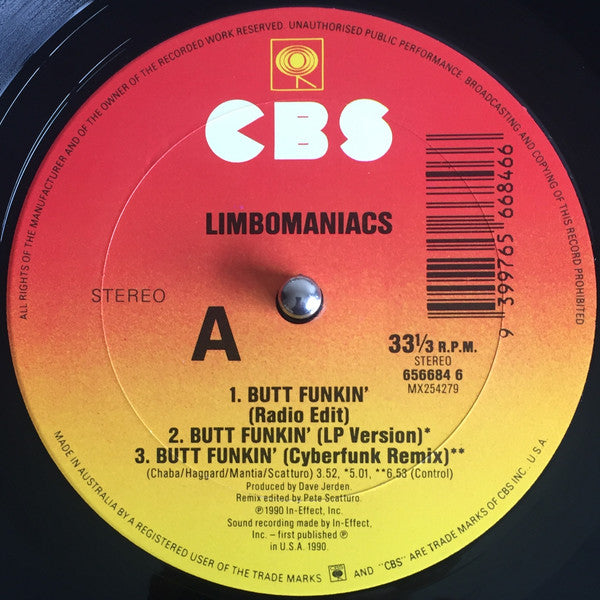 ALL RIGHTS OF THE MANUFACTURER AND OF THE OWNER OF THE RECORDED WORK RESERVED. UNAUTHORISED PUBLIC PERFORMANCE, BROADCASTING AND COPYING OF THIS RECORD PROHIBITED
CBS
LIMBOMANIACS
9 399765 668466
STEREO
A
33 1/3 R.P.M.
STEREO
656684 6
MX254279
1. BUTT FUNKIN'
(Radio Edit)
2. BUTT FUNKIN' (LP Version)*
3. BUTT FUNKIN' (Cyberfunk Remix)**
(Chaba/Haggard/Mantia/Scatturo) 3.52, *5.01, **6.53 (Control)
Produced by Dave Jerden.
Remix edited by Pete Scatturo.
℗ 1990 In-Effect, Inc.
Sound recording made by In-Effect,
Inc. – first published ℗
in U.S.A. 1990.
MADE IN AUSTRALIA BY A REGISTERED USER OF THE TRADE MARKS AND "CBS" ARE TRADE MARKS OF CBS INC. U.S.A.